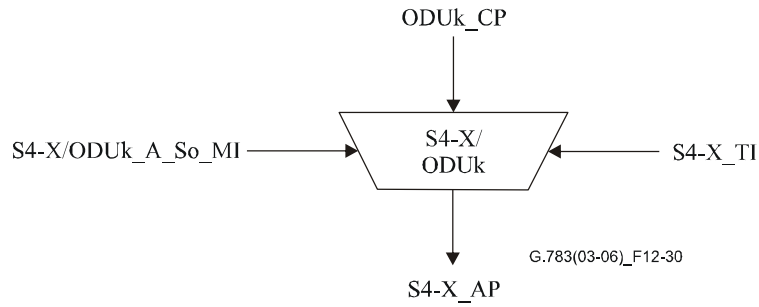 ODUk_CP
S4-X/ODUk_A_So_MI
S4-X/
ODUk
S4-X_TI
G.783(03-06)_F12-30
S4-X_AP